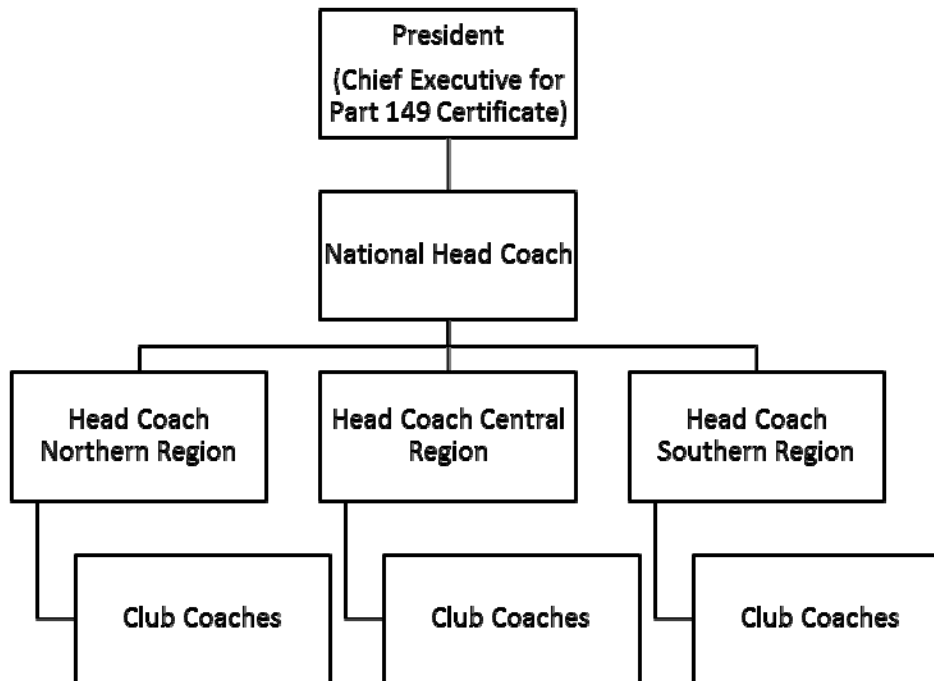 President
(Chief Executive for
Part 149 Certificate)
National Head Coach
Head Coach
Northern Region
Head Coach Central
Region
Head Coach
Southern Region
Club Coaches
Club Coaches
Club Coaches